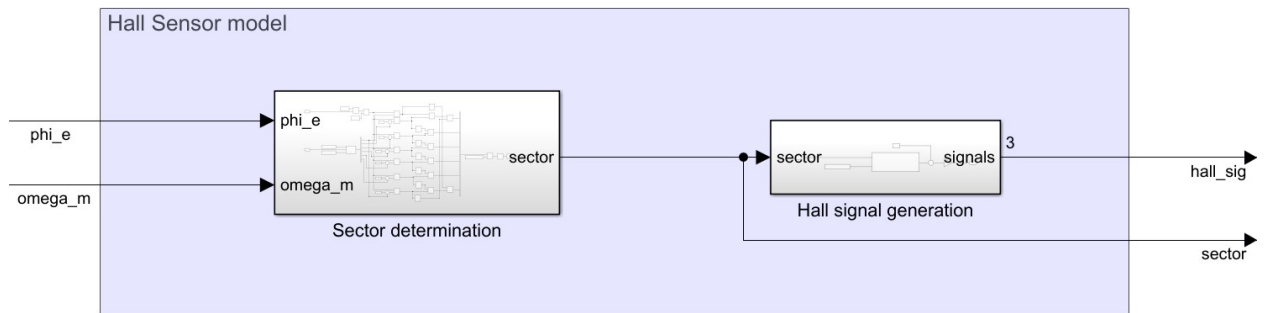 Hall Sensor model
phi_e
omega_m
phi_e
omega_m
sector
Sector determination
sector
signals
3
Hall signal generation
hall_sig
sector